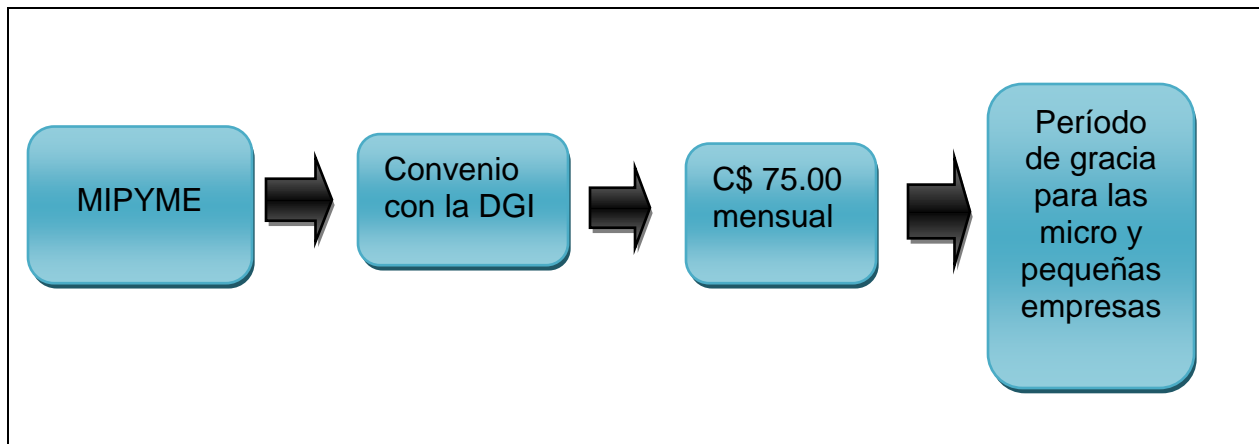 MIPYME
Convenio
con la DGI
C$ 75.00
mensual
Período
de gracia
para las
micro y
pequeñas
empresas